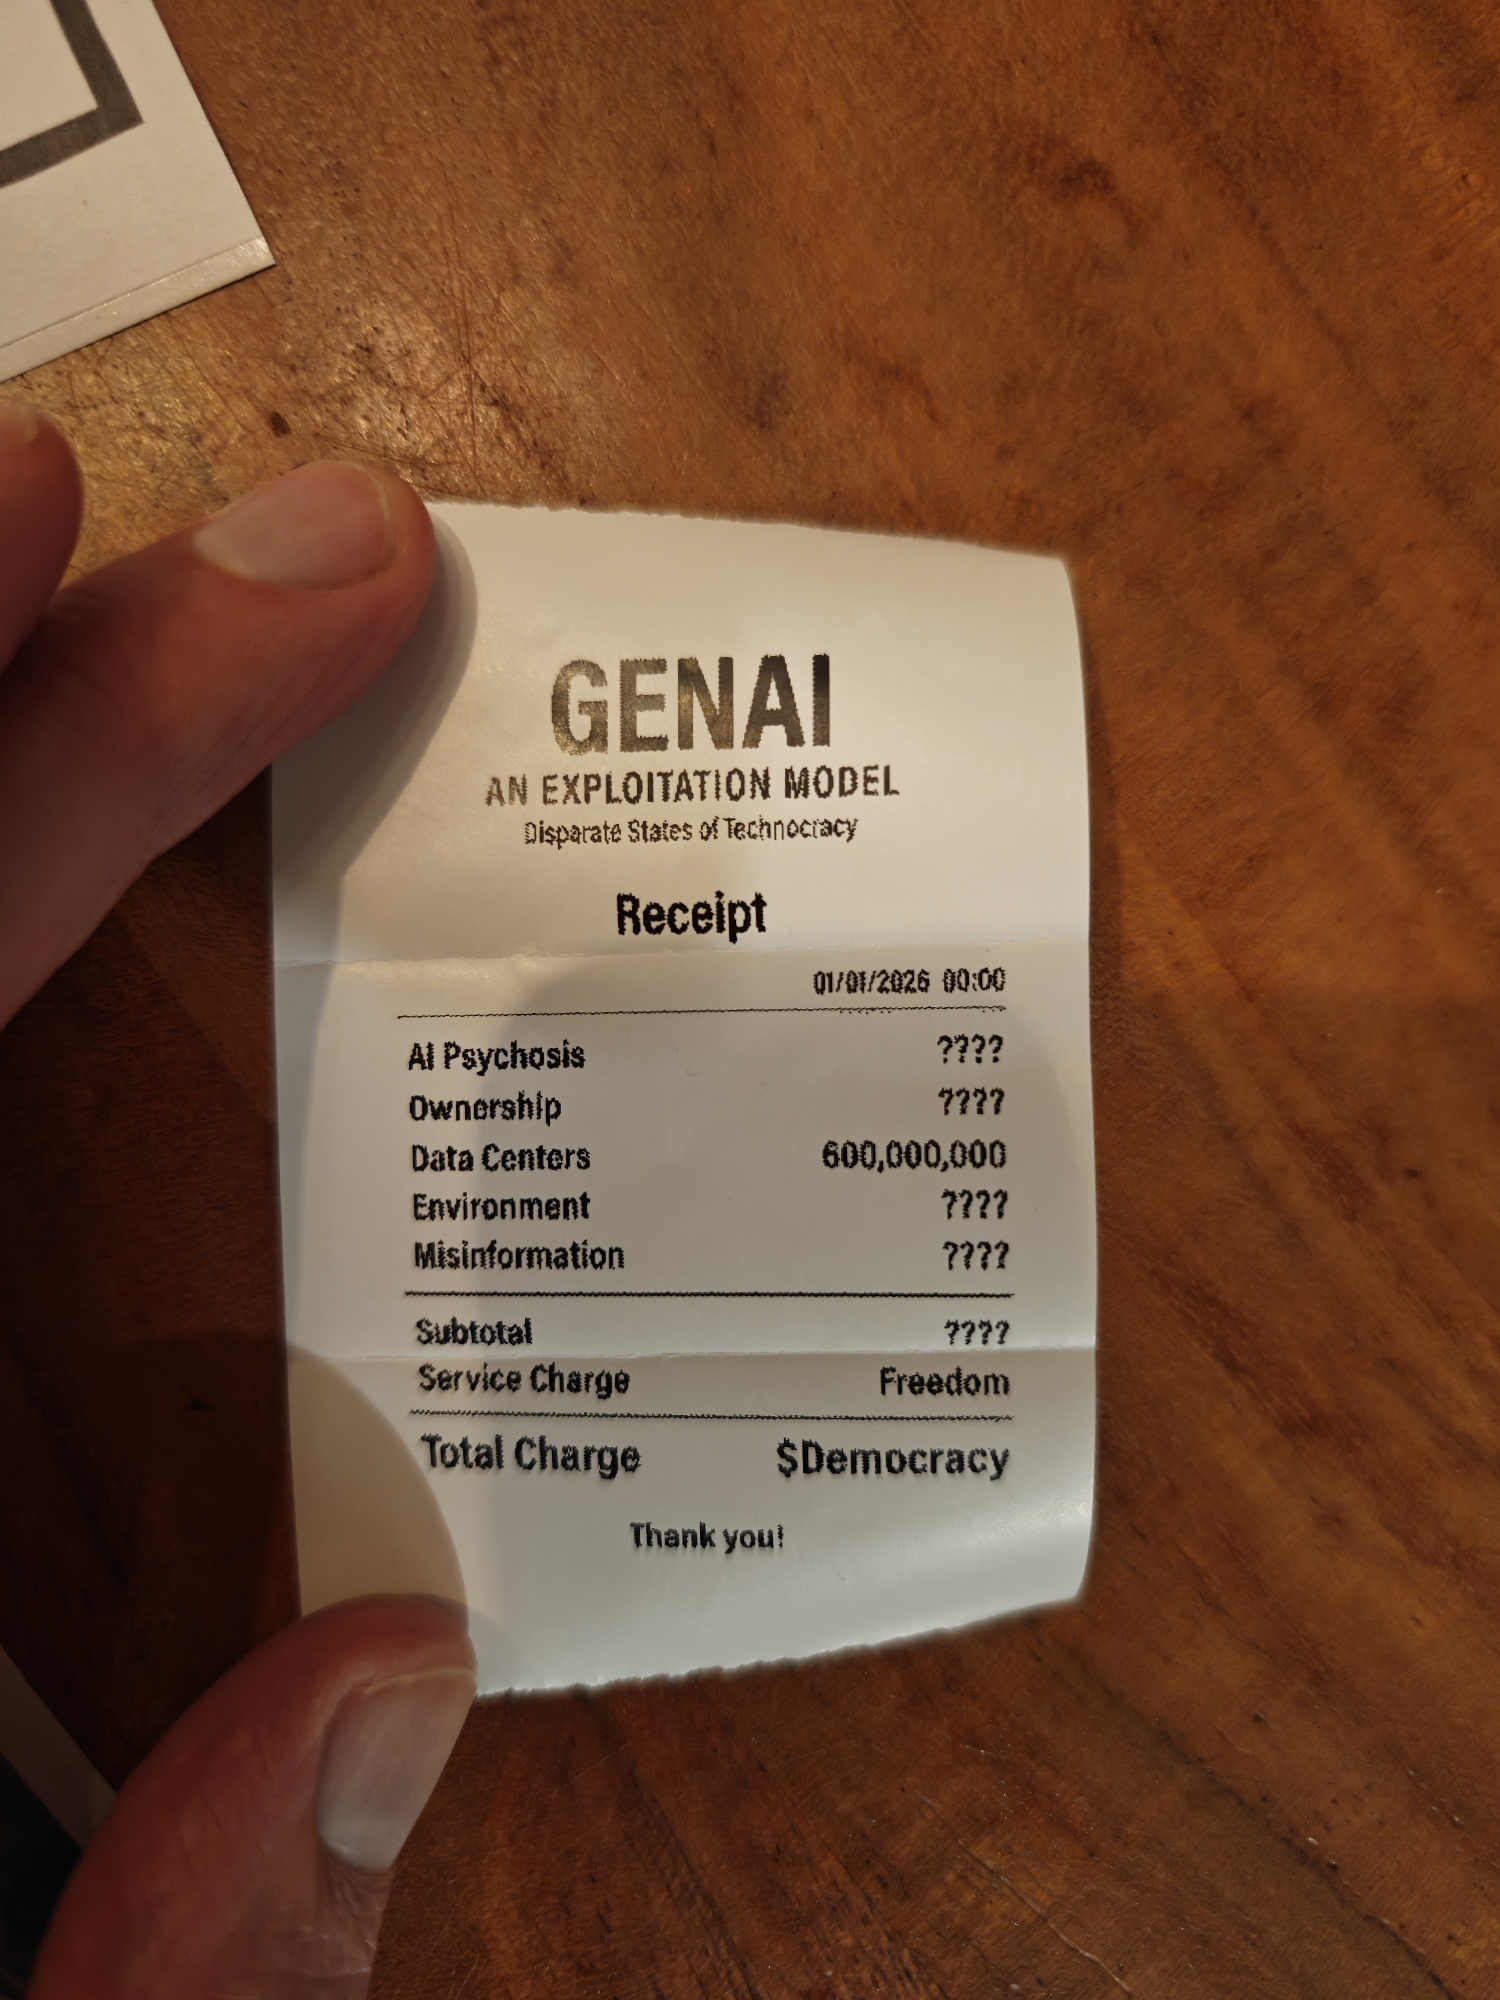 GENAI
AN EXPLOITATION MODEL
Disparate States of Technocracy
Receipt
01/01/2026 00:00
AI Psychosis ????
Ownership ????
Data Centers 600,000,000
Environment ????
Misinformation ????
Subtotal ????
Service Charge Freedom
Total Charge $Democracy
Thank you!